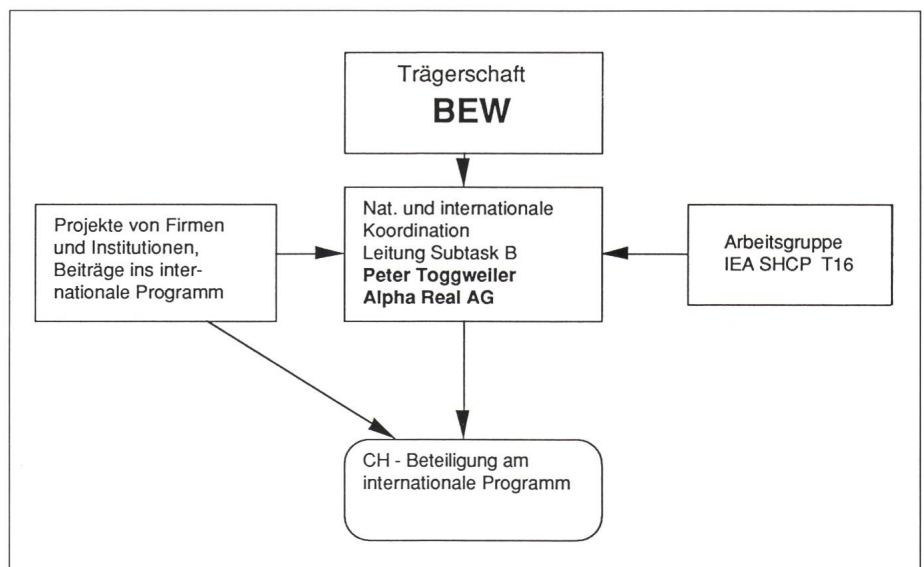 Trägerschaft
BEW
Projekte von Firmen
und Institutionen,
Beiträge ins inter-
nationale Programm
Nat. und internationale
Koordination
Leitung Subtask B
Peter Toggweiler
Alpha Real AG
Arbeitsgruppe
IEA SHCP T16
CH - Beteiligung am
internationale Programm